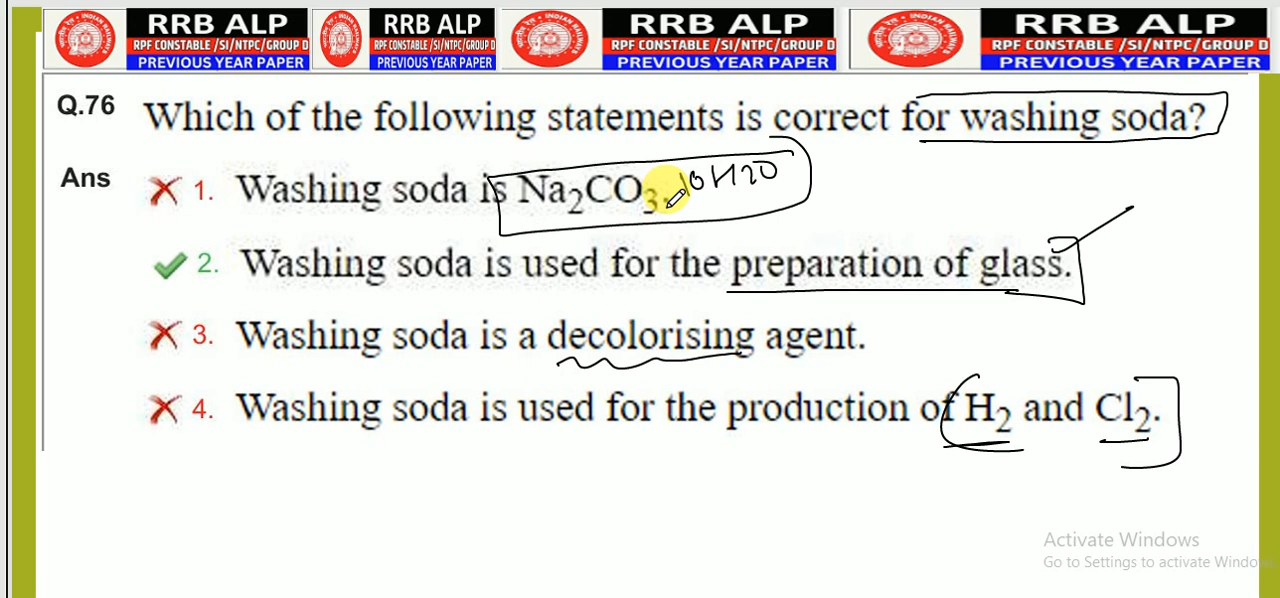 RRB ALP RRB ALP RRB ALP RRB ALP
RPF CONSTABLE /SI/NTPC/GROUP D RPF CONSTABLE /SI/NTPC/GROUP D RPF CONSTABLE /SI/NTPC/GROUP D RPF CONSTABLE /SI/NTPC/GROUP D
PREVIOUS YEAR PAPER PREVIOUS YEAR PAPER PREVIOUS YEAR PAPER PREVIOUS YEAR PAPER
Q.76 Which of the following statements is correct for washing soda?
Ans 1. Washing soda is Na₂CO₃.10H2O
2. Washing soda is used for the preparation of glass.
3. Washing soda is a decolorising agent.
4. Washing soda is used for the production of H₂ and Cl₂.
Activate Windows
Go to Settings to activate Windo